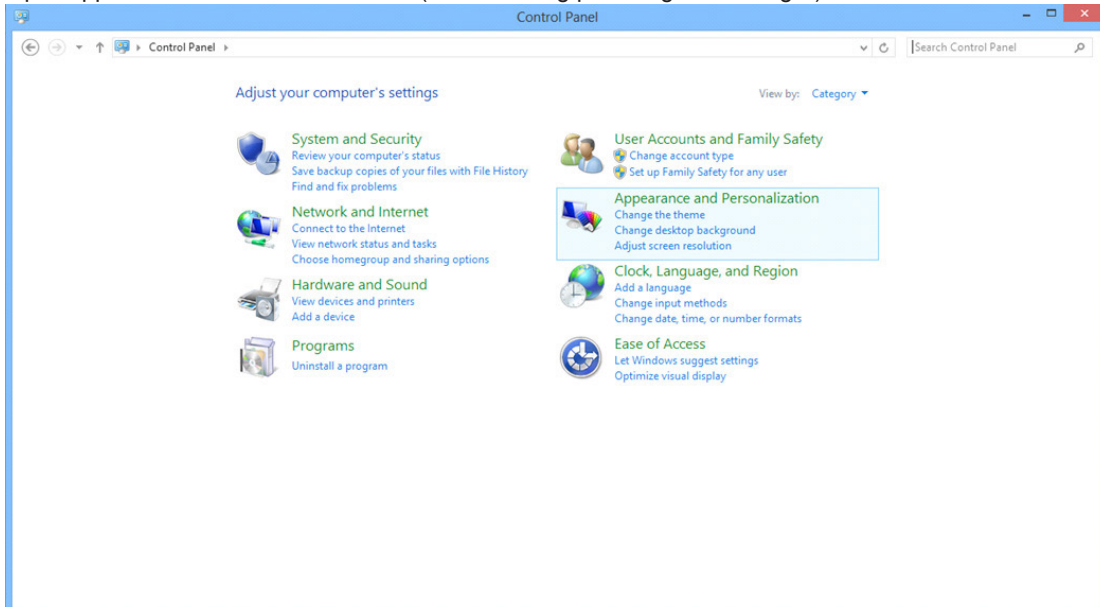 Control Panel
Control Panel
Search Control Panel
Adjust your computer's settings
View by: Category
System and Security
Review your computer's status
Save backup copies of your files with File History
Find and fix problems
Network and Internet
Connect to the Internet
View network status and tasks
Choose homegroup and sharing options
Hardware and Sound
View devices and printers
Add a device
Programs
Uninstall a program
User Accounts and Family Safety
Change account type
Set up Family Safety for any user
Appearance and Personalization
Change the theme
Change desktop background
Adjust screen resolution
Clock, Language, and Region
Add a language
Change input methods
Change date, time, or number formats
Ease of Access
Let Windows suggest settings
Optimize visual display